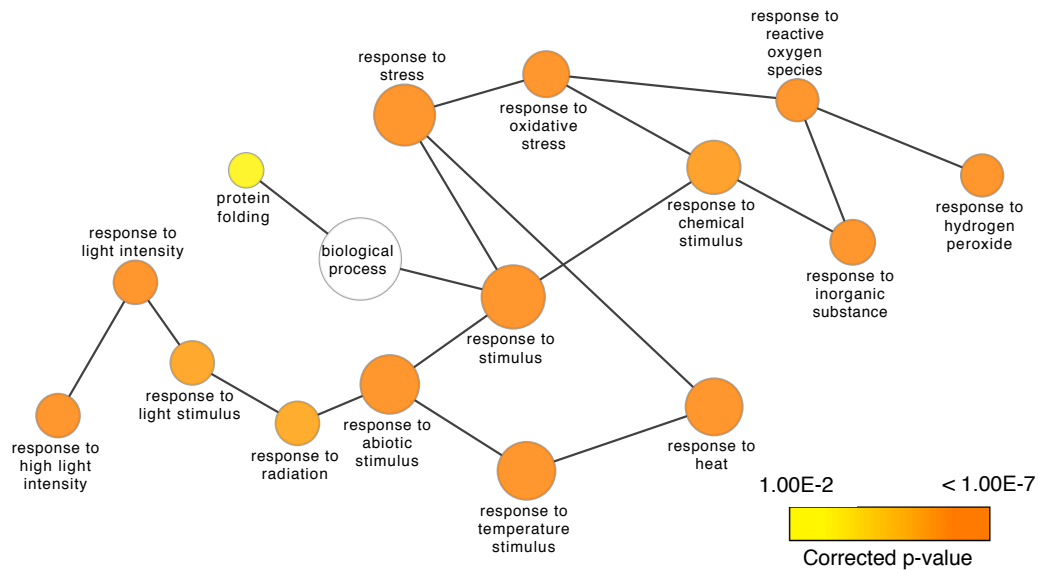 response to
reactive
oxygen
species
response to
stress
response to
oxidative
stress
protein
folding
response to
chemical
stimulus
response to
hydrogen
peroxide
response to
light intensity
biological
process
response to
inorganic
substance
response to
stimulus
response to
light stimulus
response to
high light
intensity
response to
radiation
response to
abiotic
stimulus
response to
heat
response to
temperature
stimulus
1.00E-2
< 1.00E-7
Corrected p-value